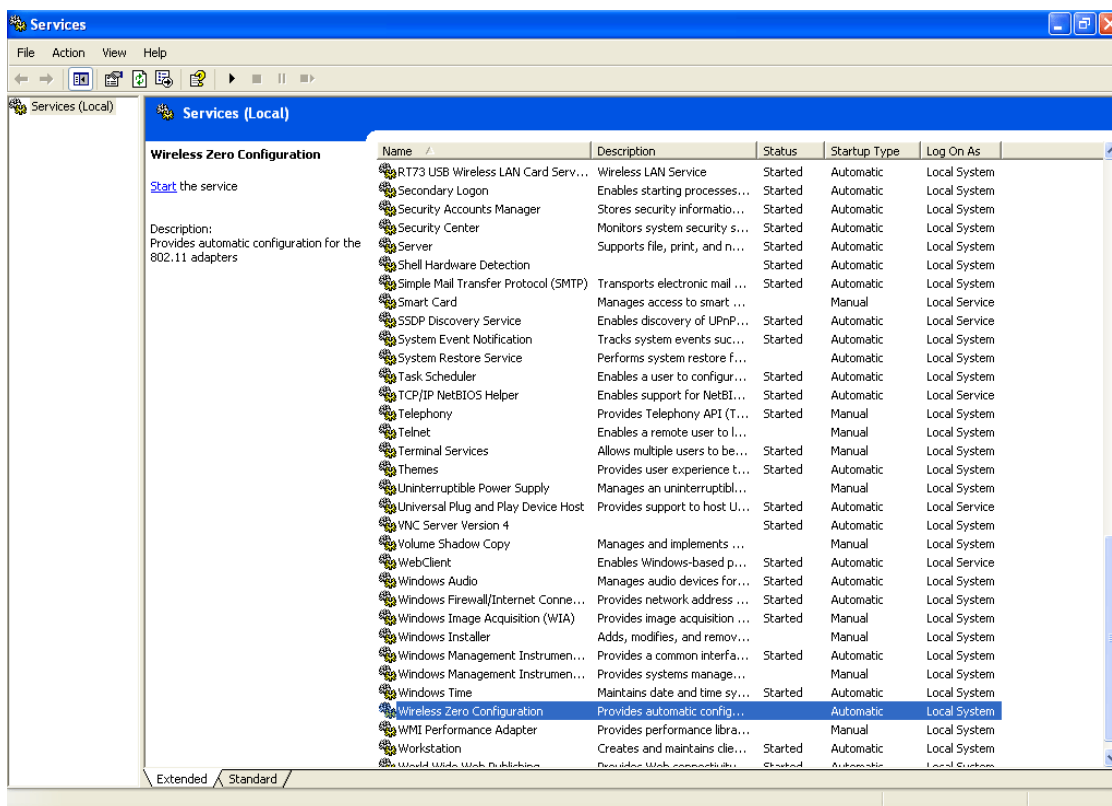 Services
File Action View Help
Services (Local)
Services (Local)
Wireless Zero Configuration
Start the service
Description:
Provides automatic configuration for the
802.11 adapters
Name Description Status Startup Type Log On As
RT73 USB Wireless LAN Card Serv... Wireless LAN Service Started Automatic Local System
Secondary Logon Enables starting processes... Started Automatic Local System
Security Accounts Manager Stores security informatio... Started Automatic Local System
Security Center Monitors system security s... Started Automatic Local System
Server Supports file, print, and n... Started Automatic Local System
Shell Hardware Detection Started Automatic Local System
Simple Mail Transfer Protocol (SMTP) Transports electronic mail ... Started Automatic Local System
Smart Card Manages access to smart ... Manual Local Service
SSDP Discovery Service Enables discovery of UPnP... Started Automatic Local Service
System Event Notification Tracks system events suc... Started Automatic Local System
System Restore Service Performs system restore f... Automatic Local System
Task Scheduler Enables a user to configur... Started Automatic Local System
TCP/IP NetBIOS Helper Enables support for NetBI... Started Automatic Local Service
Telephony Provides Telephony API (T... Started Manual Local System
Telnet Enables a remote user to l... Manual Local System
Terminal Services Allows multiple users to be... Started Manual Local System
Themes Provides user experience t... Started Automatic Local System
Uninterruptible Power Supply Manages an uninterruptibl... Manual Local System
Universal Plug and Play Device Host Provides support to host U... Started Automatic Local Service
VNC Server Version 4 Started Automatic Local System
Volume Shadow Copy Manages and implements ... Manual Local System
WebClient Enables Windows-based p... Started Automatic Local Service
Windows Audio Manages audio devices for... Started Automatic Local System
Windows Firewall/Internet Conne... Provides network address ... Started Automatic Local System
Windows Image Acquisition (WIA) Provides image acquisition ... Started Manual Local System
Windows Installer Adds, modifies, and remov... Manual Local System
Windows Management Instrumen... Provides a common interfa... Started Automatic Local System
Windows Management Instrumen... Provides systems manage... Manual Local System
Windows Time Maintains date and time sy... Started Automatic Local System
Wireless Zero Configuration Provides automatic config... Automatic Local System
WMI Performance Adapter Provides performance libra... Manual Local System
Workstation Creates and maintains clie... Started Automatic Local System
World Wide Web Publishing Provides Web connectivity Started Automatic Local System
Extended Standard